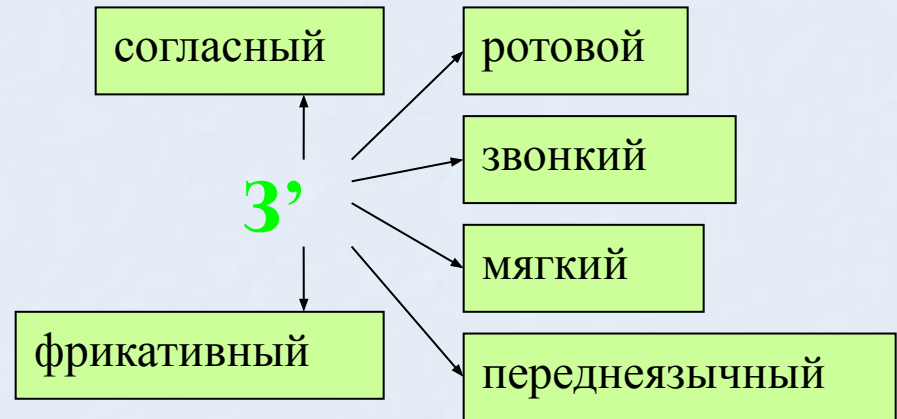 согласный
ротовой
звонкий
З’
мягкий
фрикативный
переднеязычный